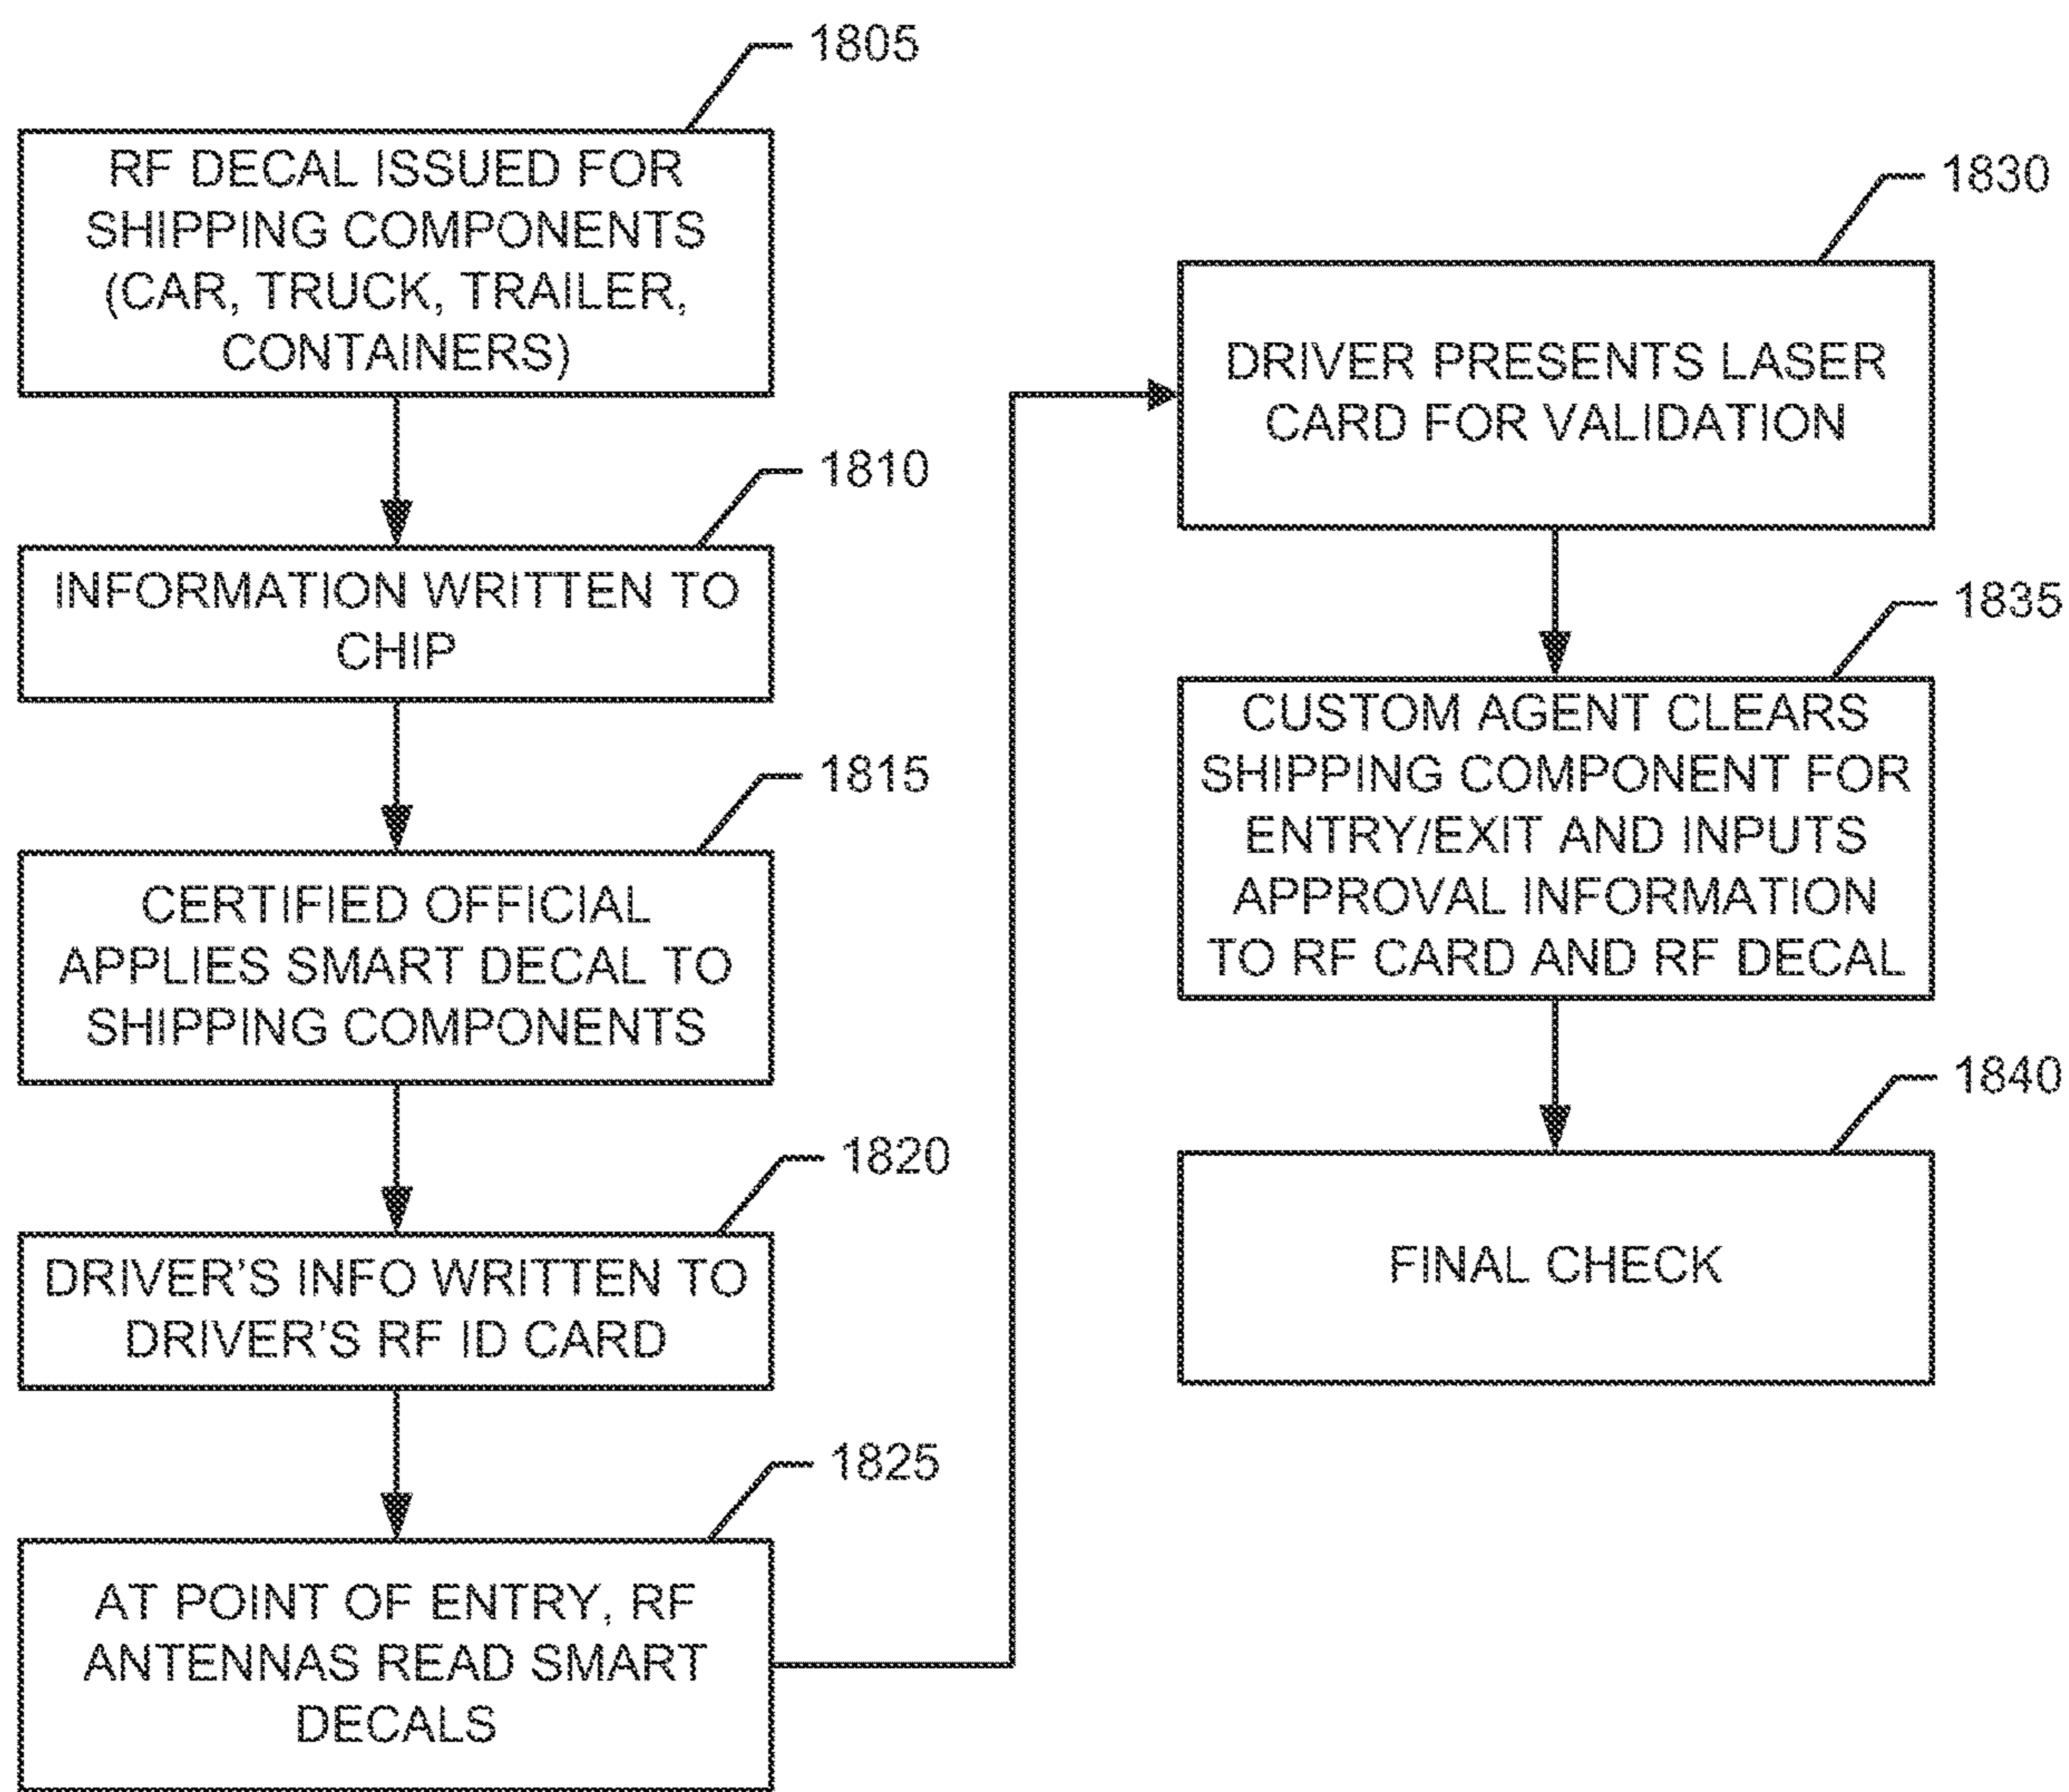 1805
RF DECAL ISSUED FOR
SHIPPING COMPONENTS
(CAR, TRUCK, TRAILER,
CONTAINERS)
1810
INFORMATION WRITTEN TO
CHIP
1815
CERTIFIED OFFICIAL
APPLIES SMART DECAL TO
SHIPPING COMPONENTS
1820
DRIVER'S INFO WRITTEN TO
DRIVER'S RF ID CARD
1825
AT POINT OF ENTRY, RF
ANTENNAS READ SMART
DECALS
1830
DRIVER PRESENTS LASER
CARD FOR VALIDATION
1835
CUSTOM AGENT CLEARS
SHIPPING COMPONENT FOR
ENTRY/EXIT AND INPUTS
APPROVAL INFORMATION
TO RF CARD AND RF DECAL
1840
FINAL CHECK